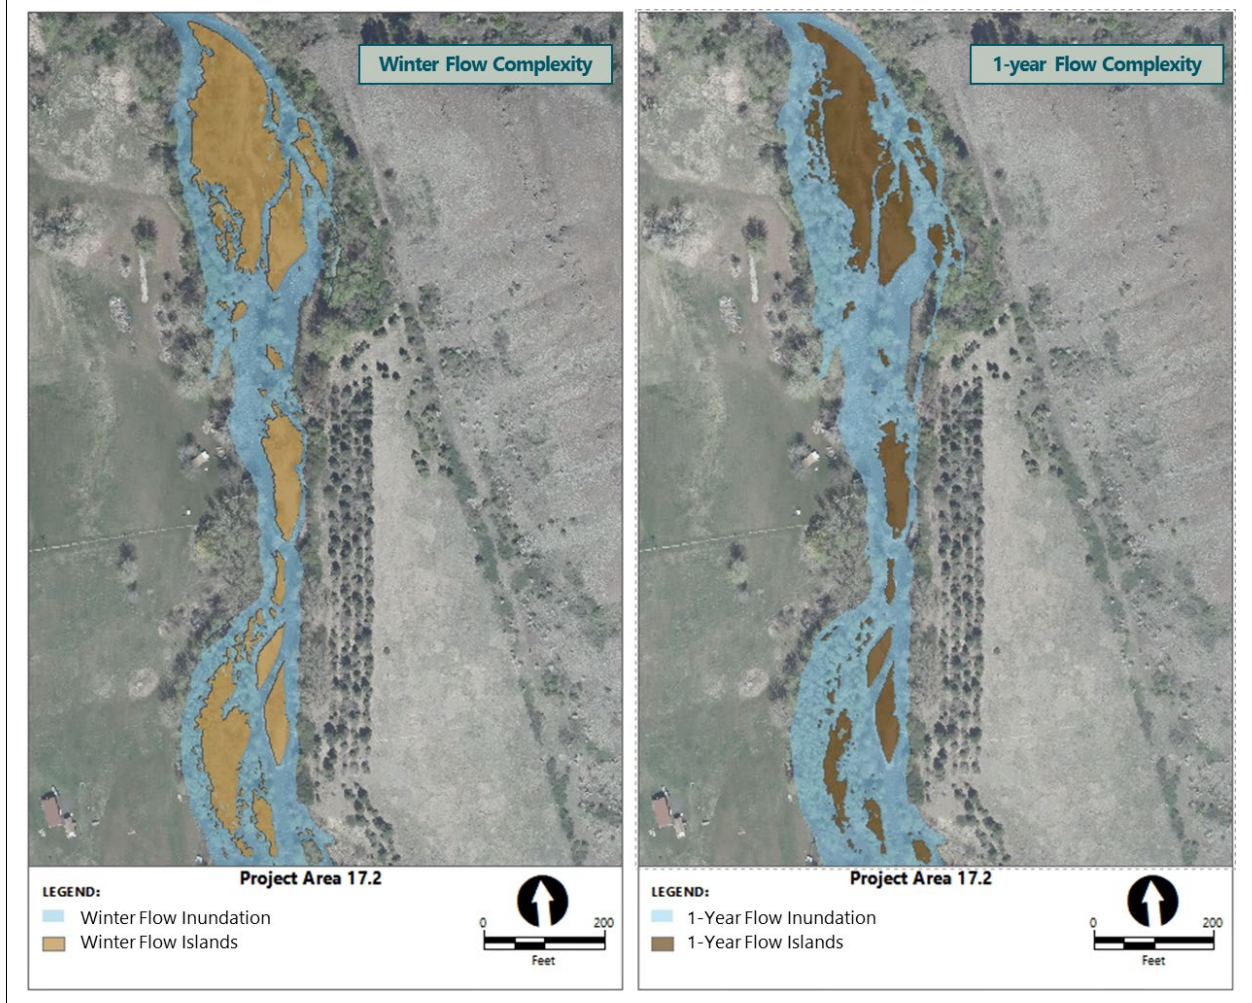 Winter Flow Complexity
Project Area 17.2
LEGEND:
Winter Flow Inundation
Winter Flow Islands
0 200
Feet
1-year Flow Complexity
Project Area 17.2
LEGEND:
1-Year Flow Inundation
1-Year Flow Islands
0 200
Feet